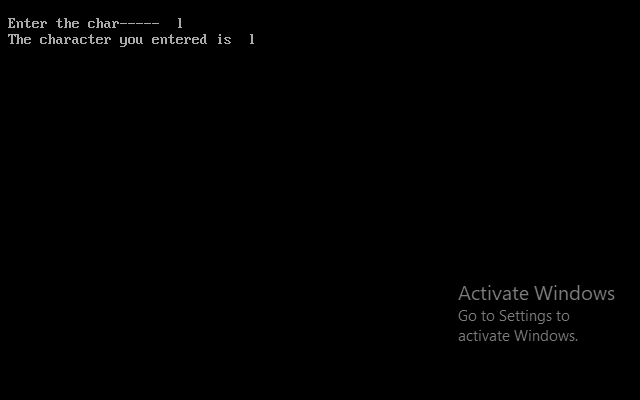 Enter the char-----  l
The character you entered is  l
Activate Windows
Go to Settings to
activate Windows.